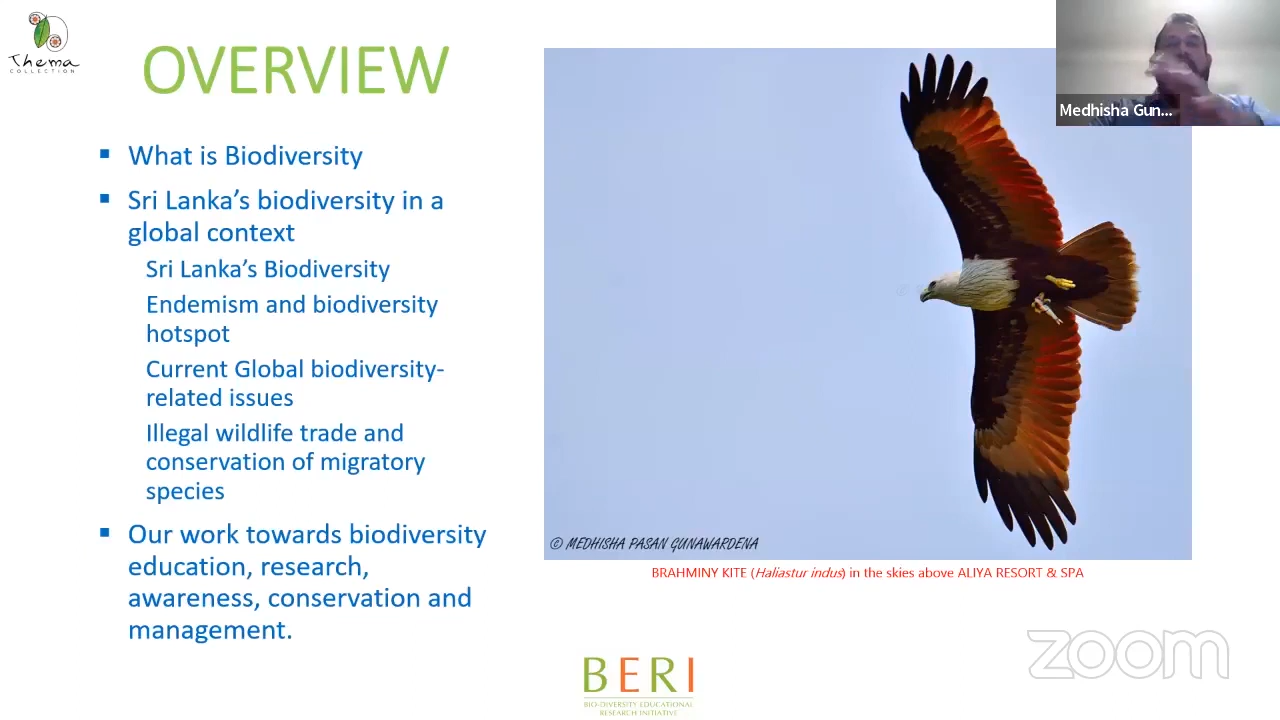 Thema
COLLECTION
OVERVIEW
What is Biodiversity
Sri Lanka’s biodiversity in a
global context
Sri Lanka’s Biodiversity
Endemism and biodiversity
hotspot
Current Global biodiversity-
related issues
Illegal wildlife trade and
conservation of migratory
species
Our work towards biodiversity
education, research,
awareness, conservation and
management.
Medhisha Gun...
© MEDHISHA PASAN GUNAWARDENA
BRAHMINY KITE (Haliastur indus) in the skies above ALIYA RESORT & SPA
BERI
BIO-DIVERSITY EDUCATIONAL
RESEARCH INITIATIVE
zoom